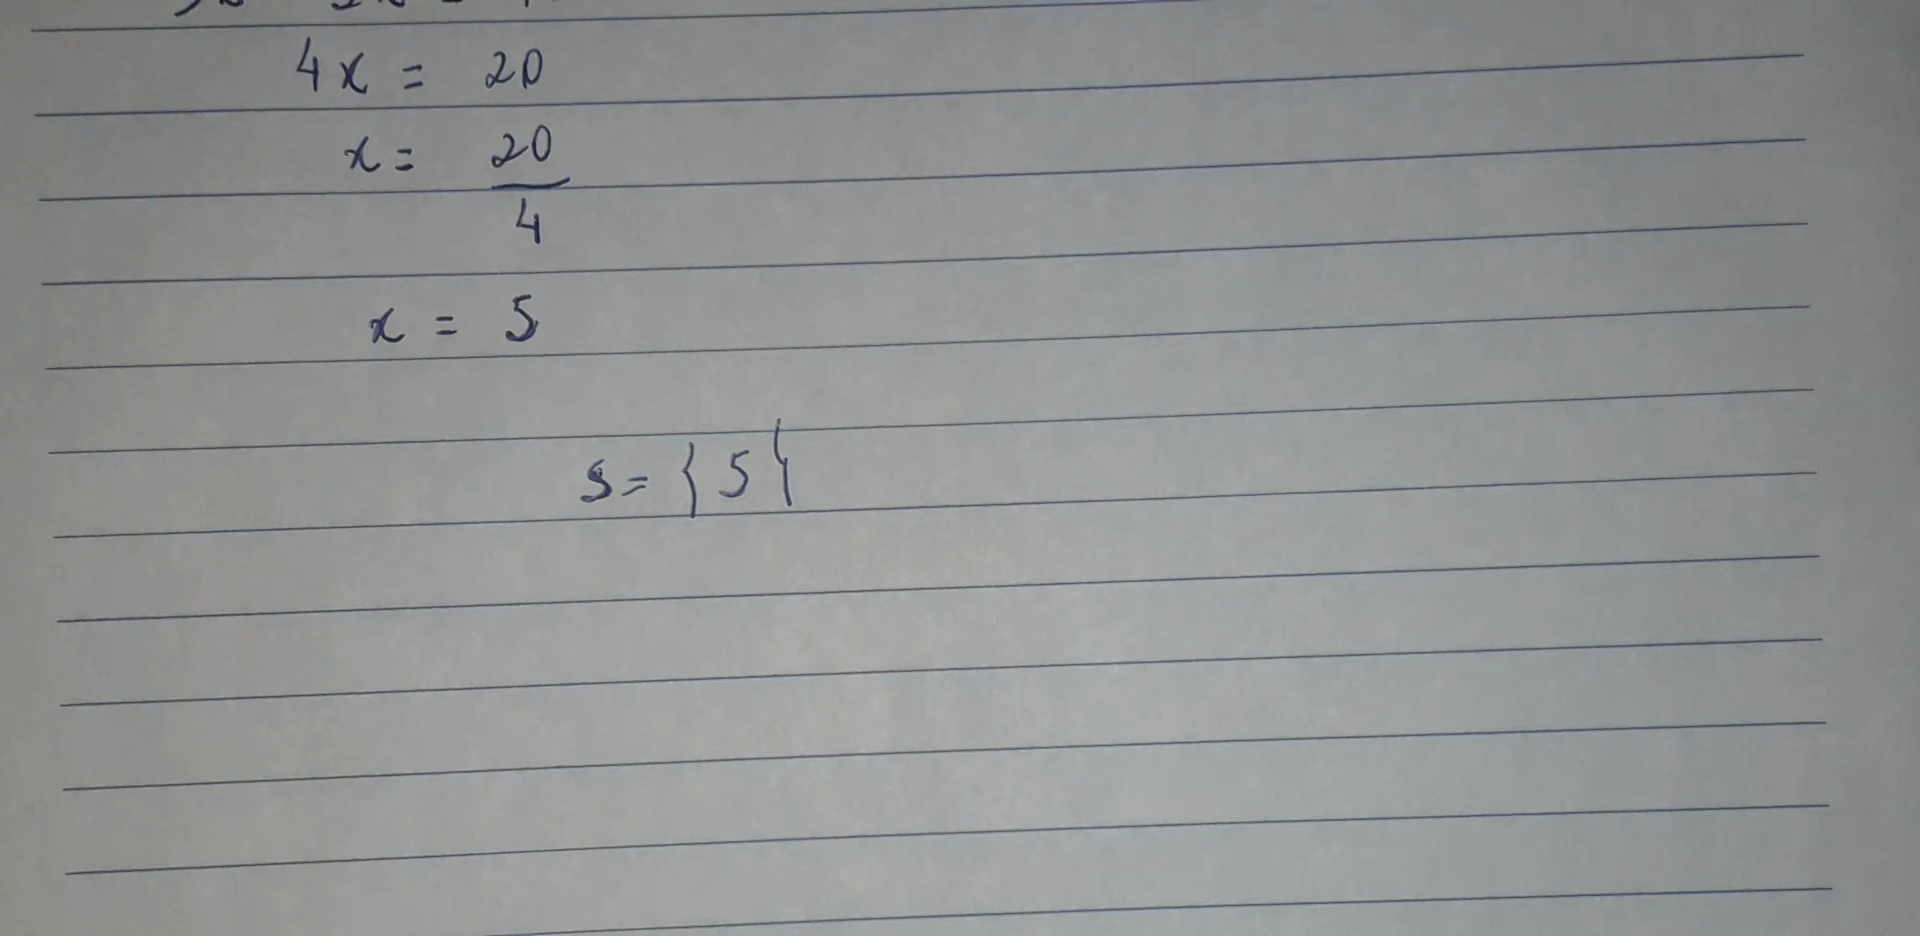 4x = 20
x = 20/4
x = 5
S = {5}